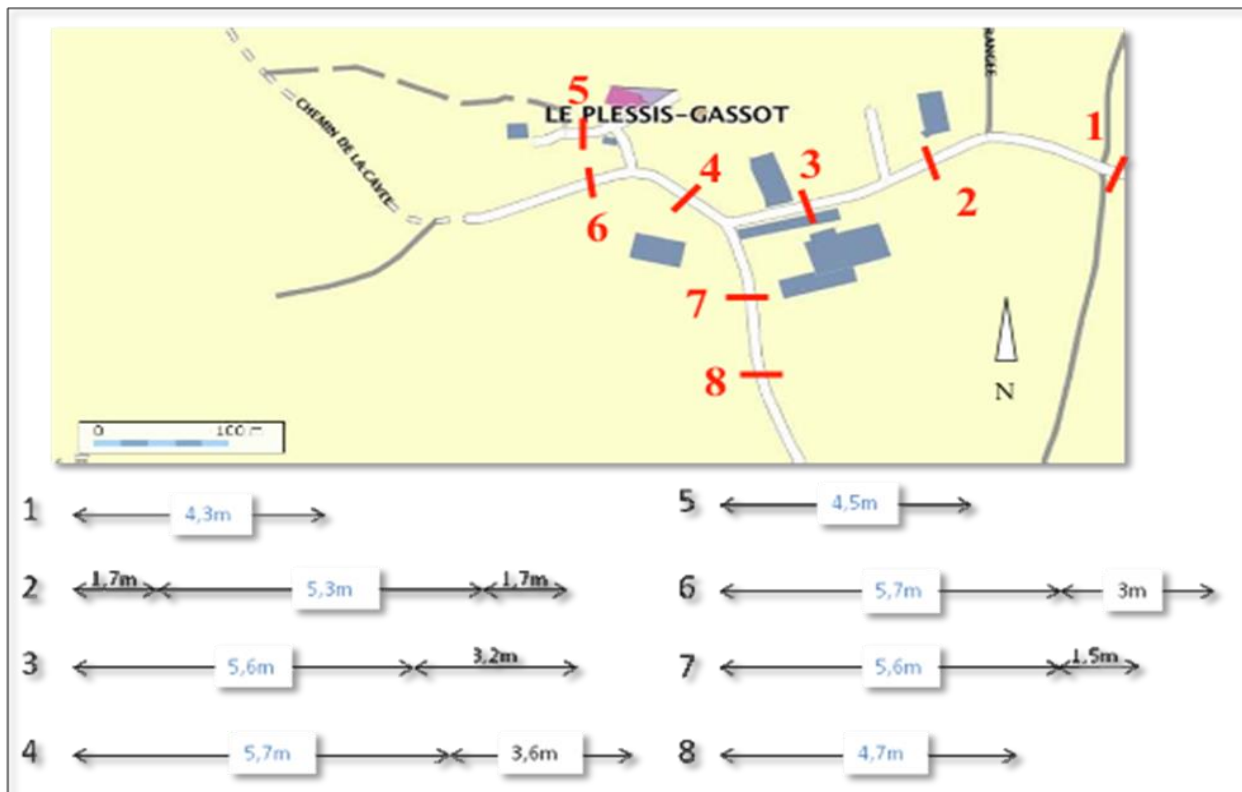 RANGÉE
CHEMIN DE LA CAVÉE
5
LE PLESSIS-GASSOT
1
4
3
2
6
7
8
N
0 100 m
1 4,3m
2 1,7m 5,3m 1,7m
3 5,6m 3,2m
4 5,7m 3,6m
5 4,5m
6 5,7m 3m
7 5,6m 1,5m
8 4,7m